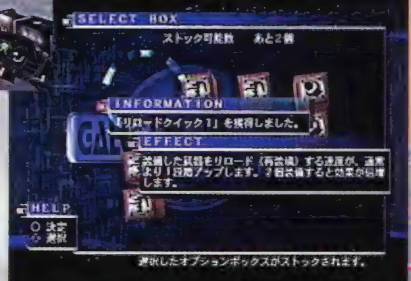 SELECT BOX
ストック可能数 あと2個
INFORMATION
「リロードクイック1」を獲得しました。
EFFECT
装備した武器をリロード（再装填）する速度が、通常
より1段階アップします。2個装備すると効果が倍増
します。
HELP
○ 決定
選択
選択したオプションボックスがストックされます。